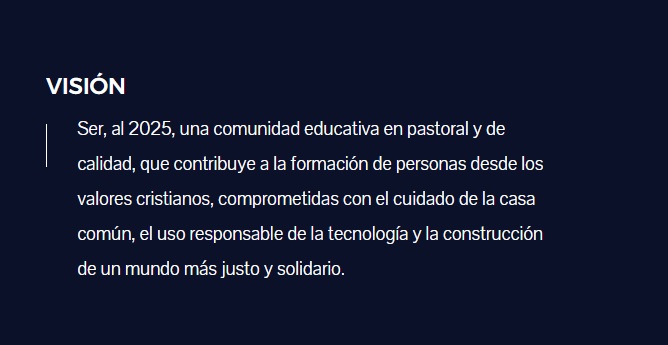 VISIÓN
Ser, al 2025, una comunidad educativa en pastoral y de
calidad, que contribuye a la formación de personas desde los
valores cristianos, comprometidas con el cuidado de la casa
común, el uso responsable de la tecnología y la construcción
de un mundo más justo y solidario.